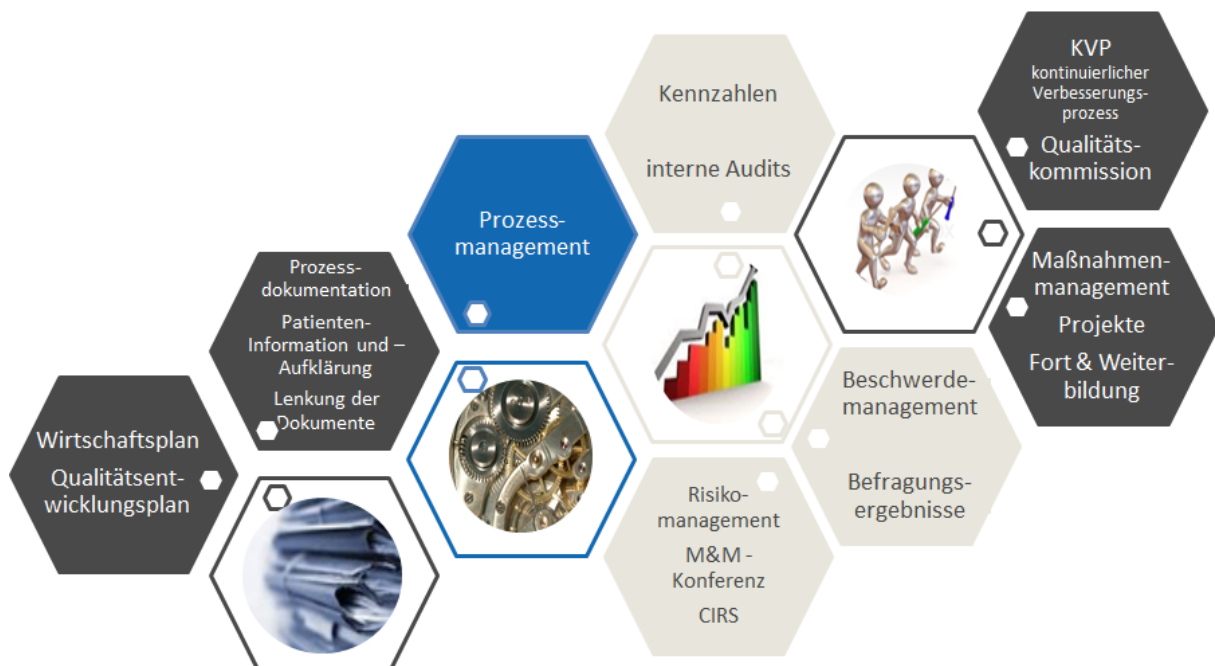 Wirtschaftsplan
Qualitätsent-
wicklungsplan
Prozess-
dokumentation
Patienten-
Information und –
Aufklärung
Lenkung der
Dokumente
Prozess-
management
Kennzahlen
interne Audits
Risiko-
management
M&M -
Konferenz
CIRS
Beschwerde-
management
Befragungs-
ergebnisse
KVP
kontinuierlicher
Verbesserungs-
prozess
Qualitäts-
kommission
Maßnahmen-
management
Projekte
Fort & Weiter-
bildung